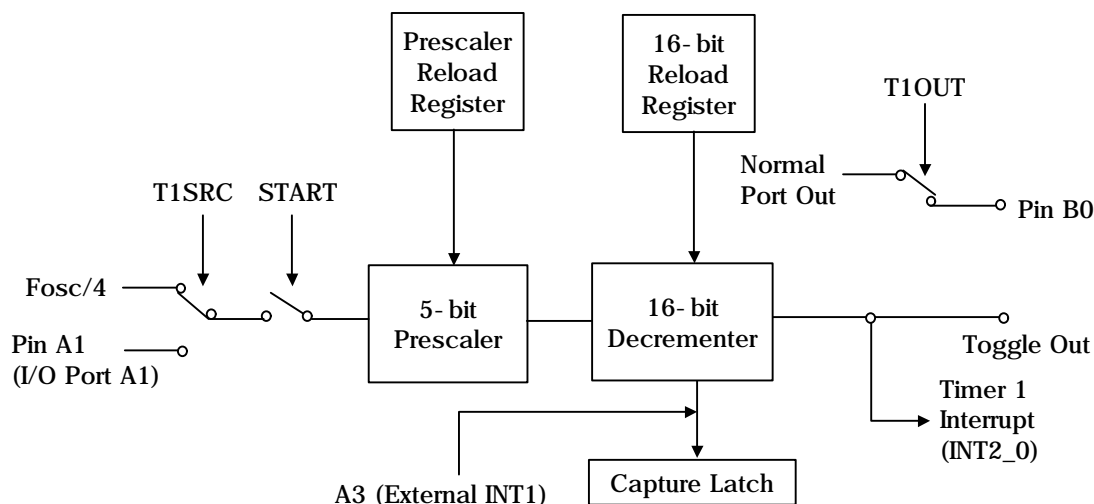 Prescaler
Reload
Register
16-bit
Reload
Register
T1OUT
Normal
Port Out
Pin B0
T1SRC
START
Fosc/4
Pin A1
(I/O Port A1)
5-bit
Prescaler
16-bit
Decrementer
Toggle Out
Timer 1
Interrupt
(INT2_0)
A3 (External INT1)
Capture Latch